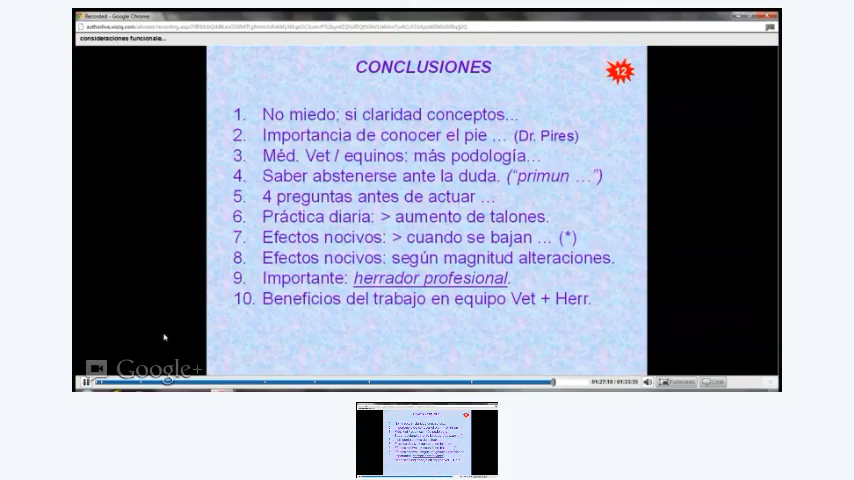 Recorded - Google Chrome
consideraciones funcionale...
CONCLUSIONES
12
1. No miedo; si claridad conceptos...
2. Importancia de conocer el pie ... (Dr. Pires)
3. Méd. Vet / equinos: más podología...
4. Saber abstenerse ante la duda. ("primun ...")
5. 4 preguntas antes de actuar ...
6. Práctica diaria: > aumento de talones.
7. Efectos nocivos: > cuando se bajan ... (*)
8. Efectos nocivos: según magnitud alteraciones.
9. Importante: herrador profesional.
10. Beneficios del trabajo en equipo Vet + Herr.
Google+
01:27:16 / 01:33:35
Chat